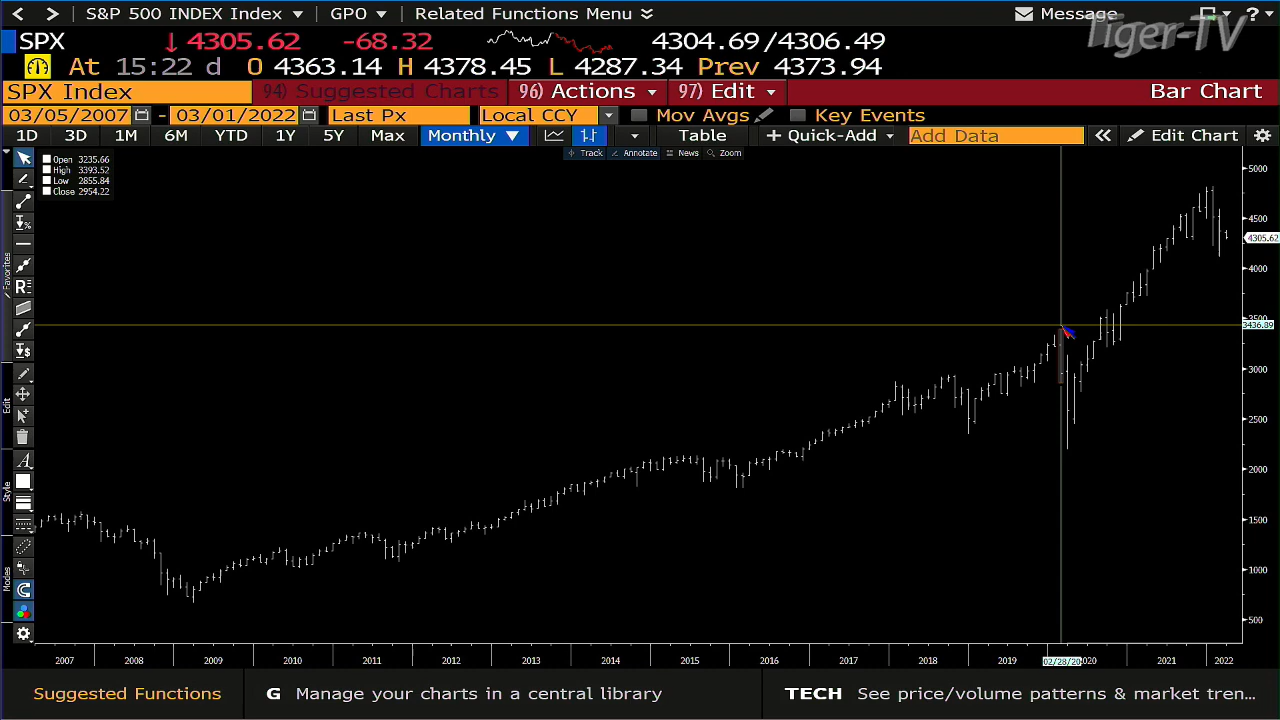 S&P 500 INDEX Index GPO Related Functions Menu Message ?
Tiger-TV
SPX 4305.62 -68.32 4304.69/4306.49
At 15:22 d O 4363.14 H 4378.45 L 4287.34 Prev 4373.94
SPX Index 94) Suggested Charts 96) Actions 97) Edit Bar Chart
03/05/2007 - 03/01/2022 Last Px Local CCY Mov Avgs Key Events
1D 3D 1M 6M YTD 1Y 5Y Max Monthly Table + Quick-Add Add Data Edit Chart
Track Annotate News Zoom
Open 3235.66
High 3393.52
Low 2855.84
Close 2954.22
Favorites
Edit
Style
Modes
5000
4500
4305.62
4000
3500
3436.89
3000
2500
2000
1500
1000
500
2007 2008 2009 2010 2011 2012 2013 2014 2015 2016 2017 2018 2019 02/28/20 2020 2021 2022
Suggested Functions G Manage your charts in a central library TECH See price/volume patterns & market tren...